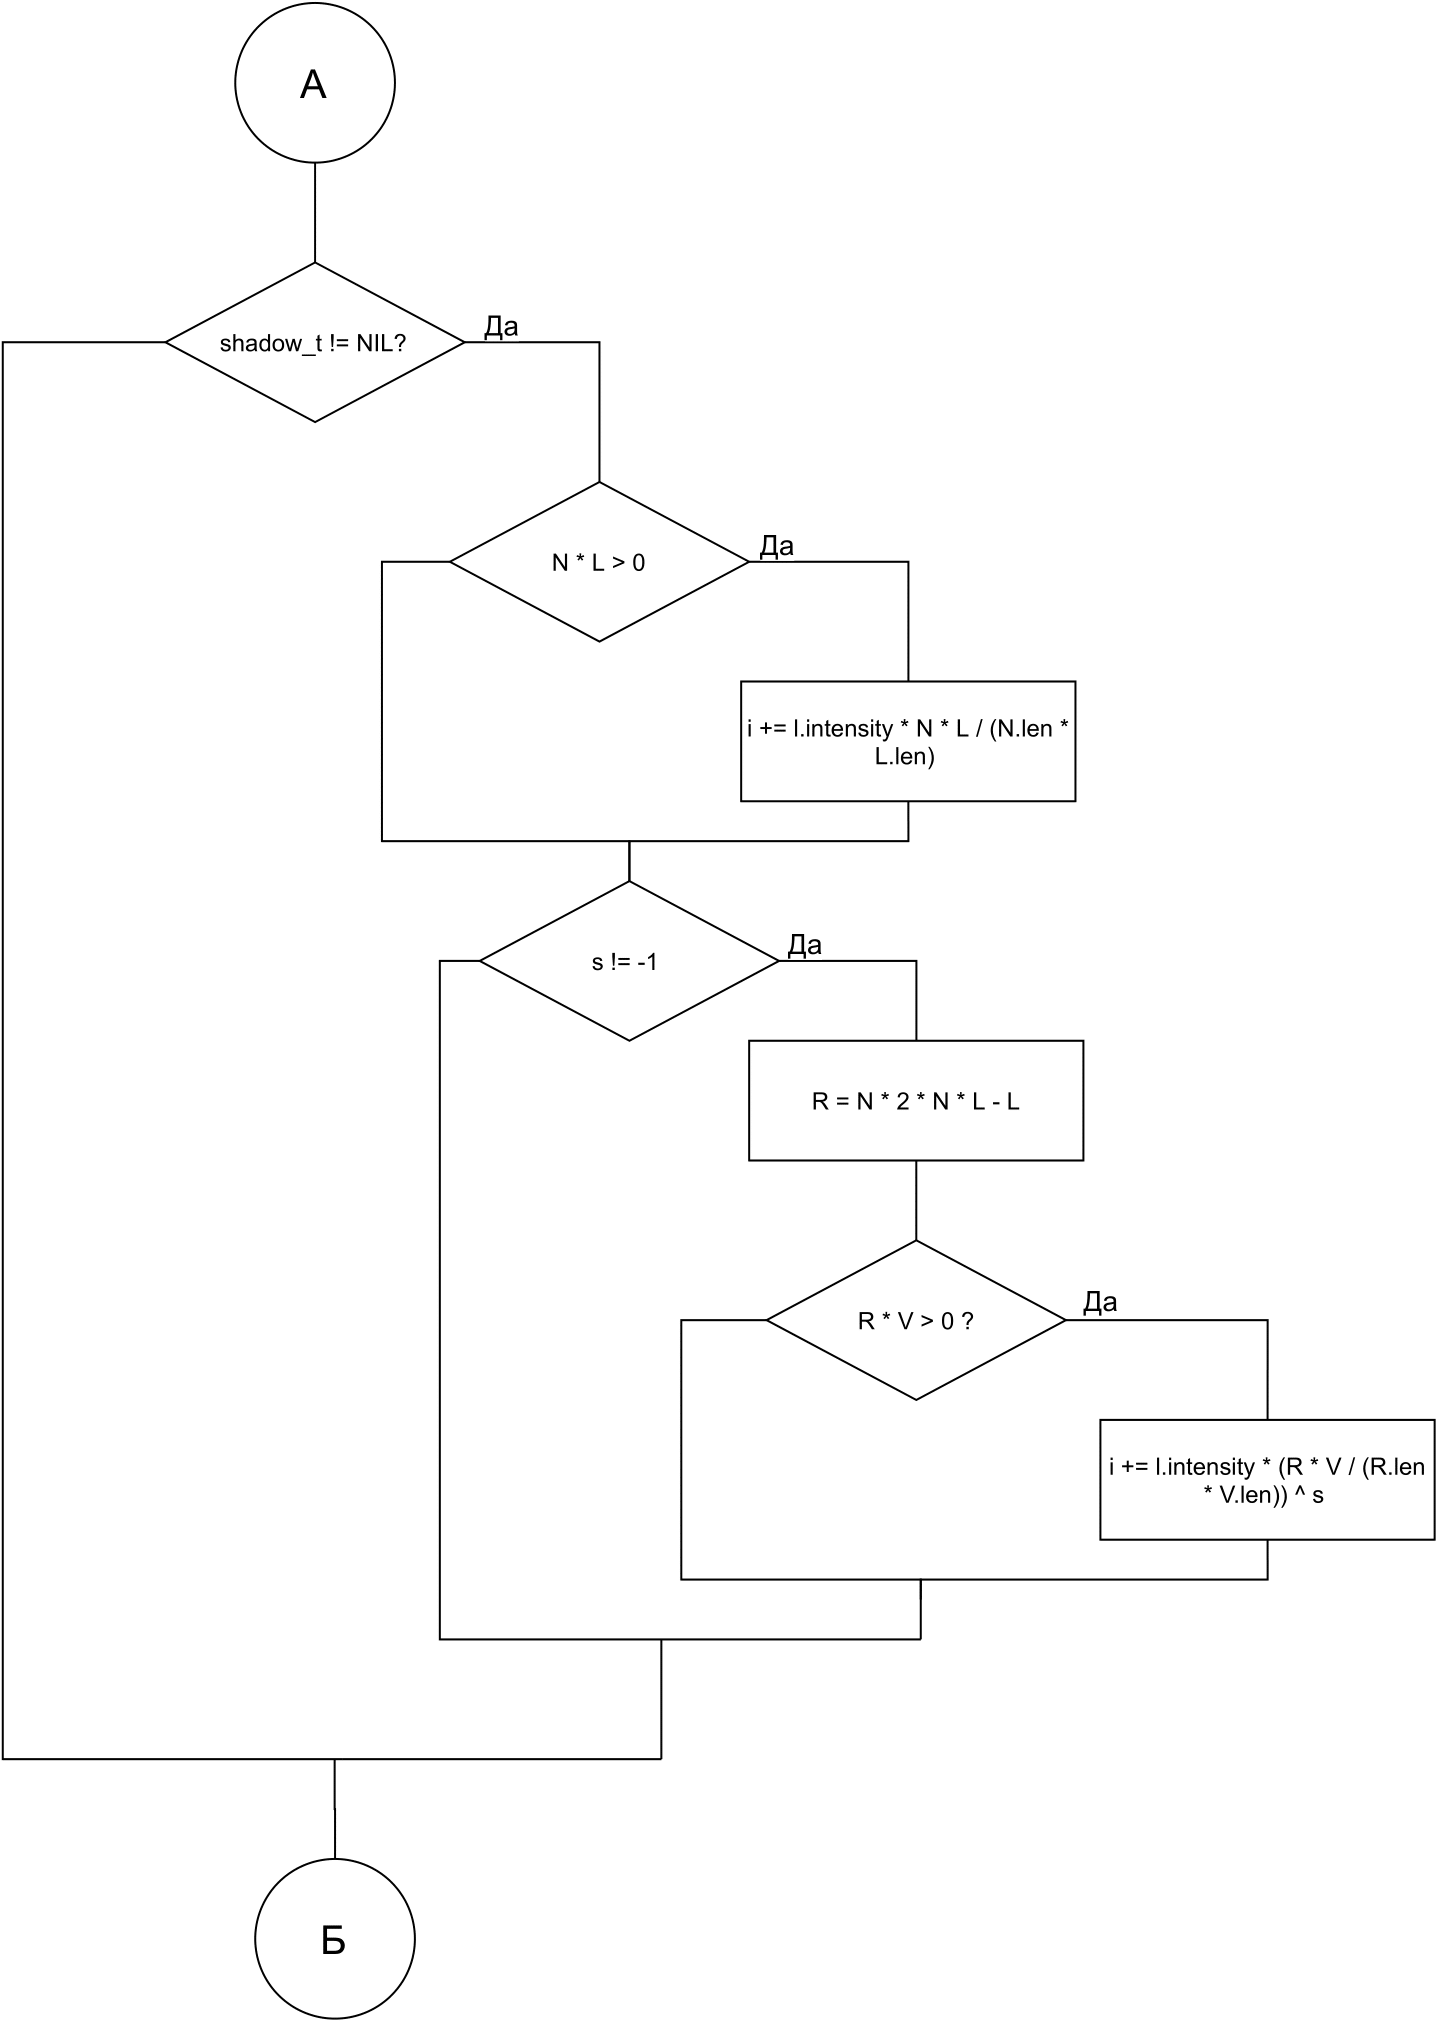 А
shadow_t != NIL?
Да
N * L > 0
Да
i += l.intensity * N * L / (N.len *
L.len)
s != -1
Да
R = N * 2 * N * L - L
R * V > 0 ?
Да
i += l.intensity * (R * V / (R.len
* V.len)) ^ s
Б